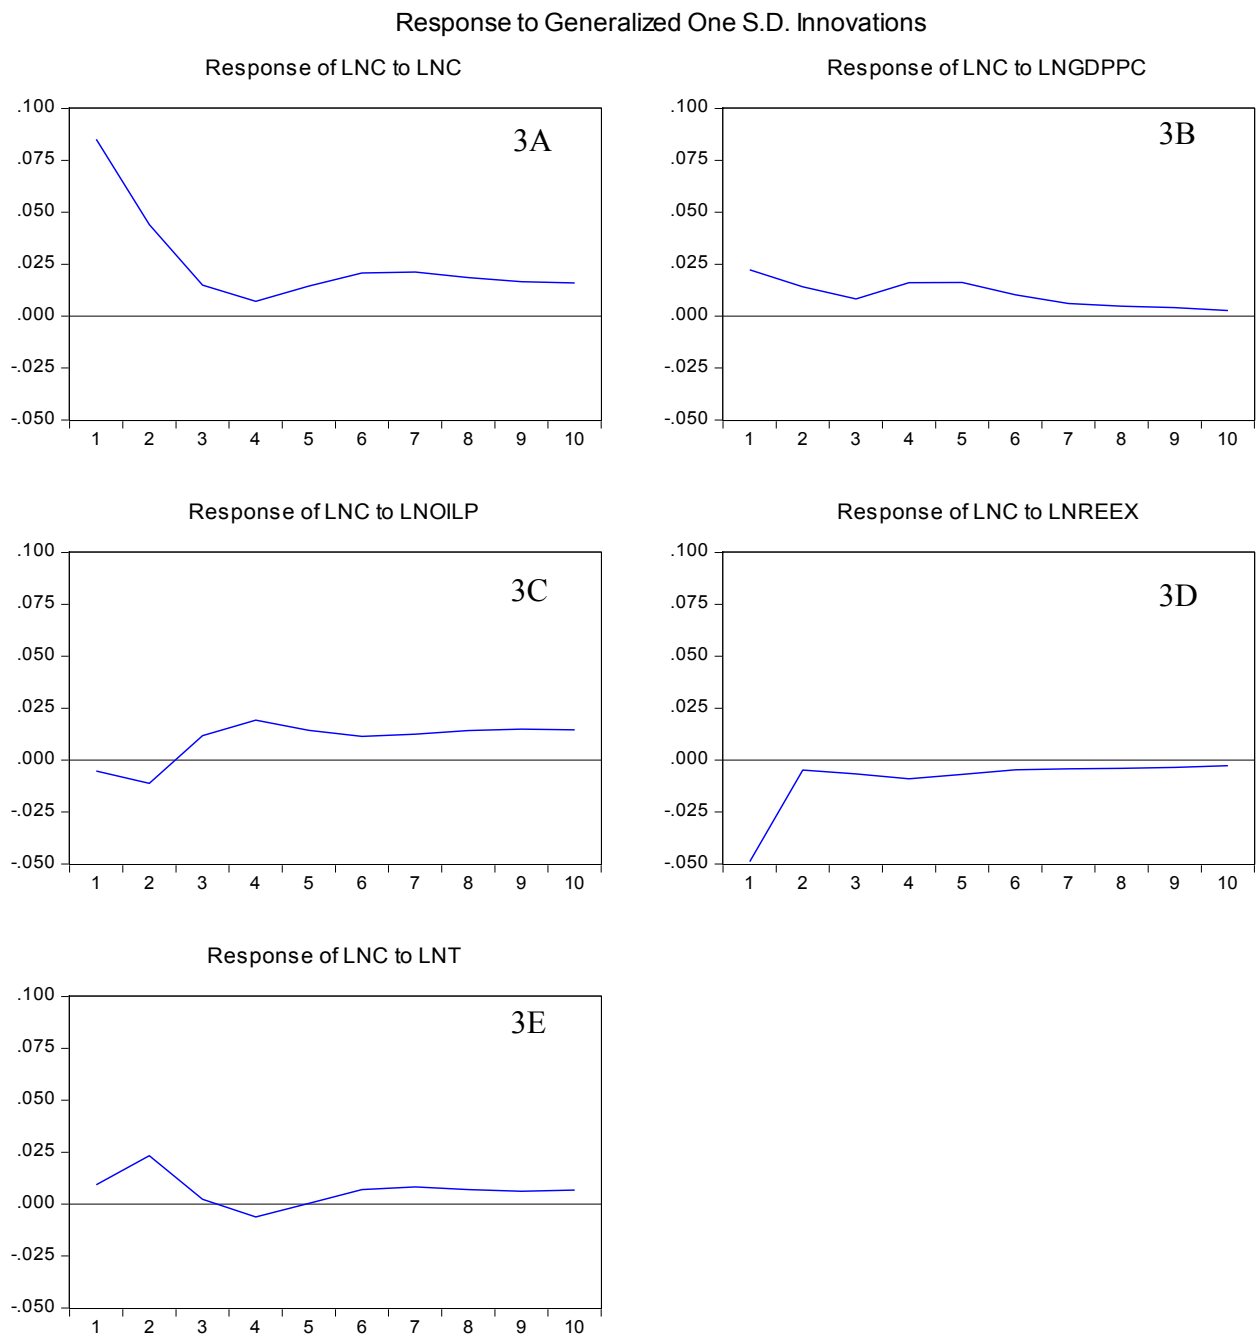 Response to Generalized One S.D. Innovations
Response of LNC to LNC
.100
.075
.050
.025
.000
-.025
-.050
1 2 3 4 5 6 7 8 9 10
3A
Response of LNC to LNGDPPC
.100
.075
.050
.025
.000
-.025
-.050
1 2 3 4 5 6 7 8 9 10
3B
Response of LNC to LNOILP
.100
.075
.050
.025
.000
-.025
-.050
1 2 3 4 5 6 7 8 9 10
3C
Response of LNC to LNREEX
.100
.075
.050
.025
.000
-.025
-.050
1 2 3 4 5 6 7 8 9 10
3D
Response of LNC to LNT
.100
.075
.050
.025
.000
-.025
-.050
1 2 3 4 5 6 7 8 9 10
3E